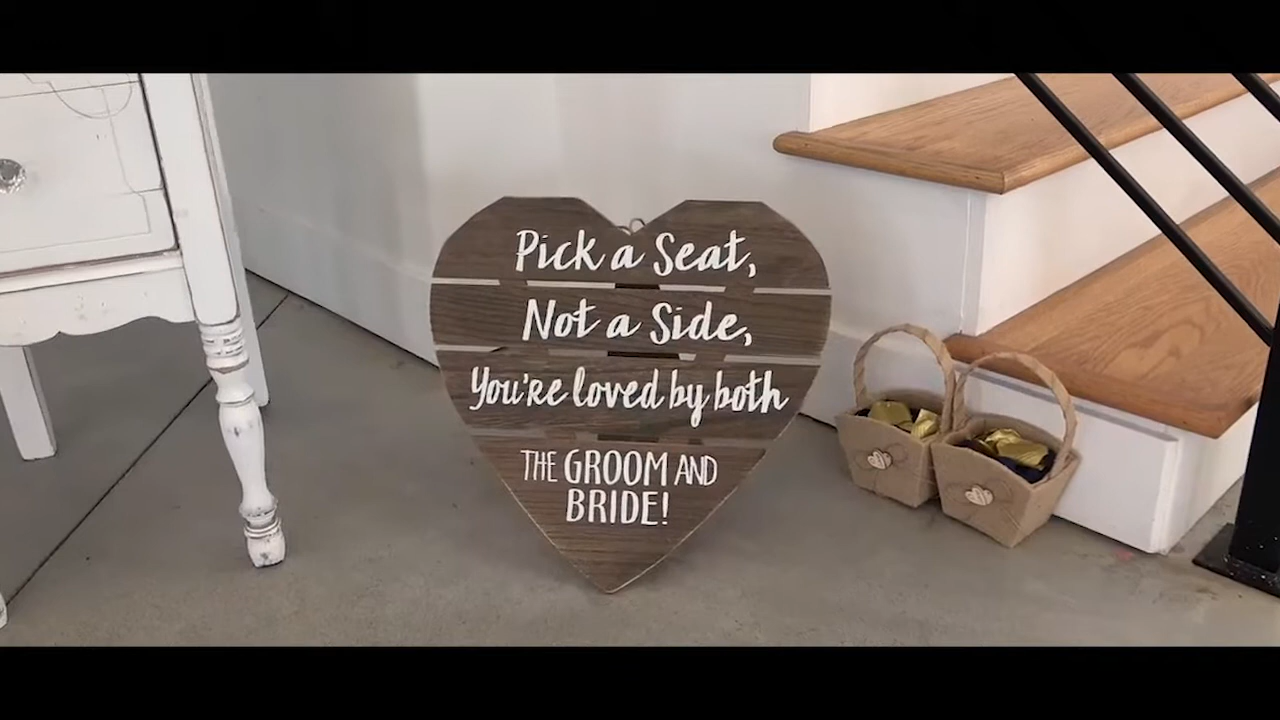 Pick a Seat,
Not a Side,
You're loved by both
THE GROOM AND
BRIDE!